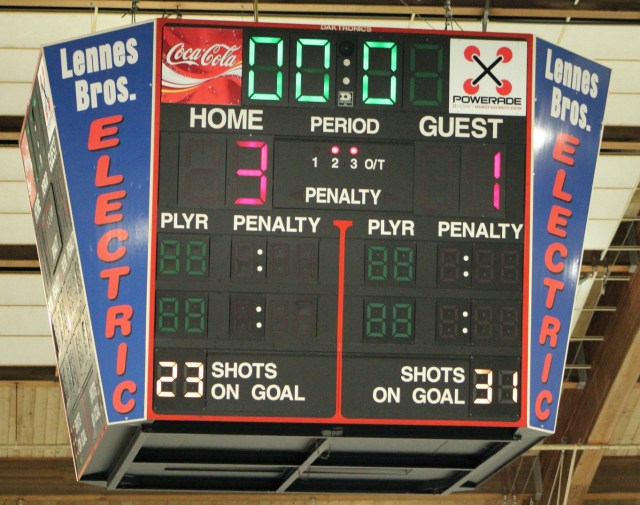 DAKTRONICS
Lennes
Bros.
ELECTRIC
Coca-Cola
00 0
POWERADE
Lennes
Bros.
ELECTRIC
HOME PERIOD GUEST
3 1 2 3 O/T 1
PENALTY
PLYR PENALTY PLYR PENALTY
23 SHOTS
ON GOAL
SHOTS
ON GOAL 31